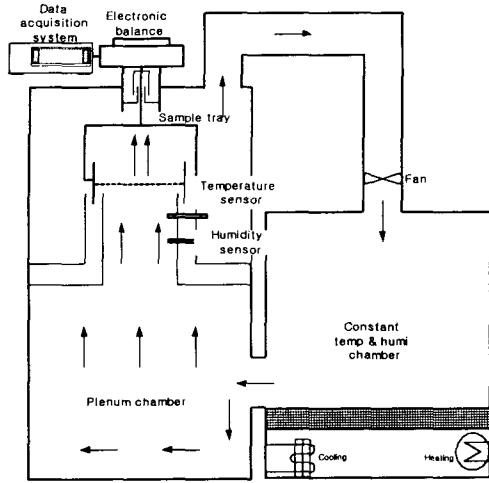 Data
acquisition
system
Electronic
balance
Sample tray
Temperature
sensor
Fan
Humidity
sensor
Constant
temp & humi
chamber
Plenum chamber
Cooling
Heating